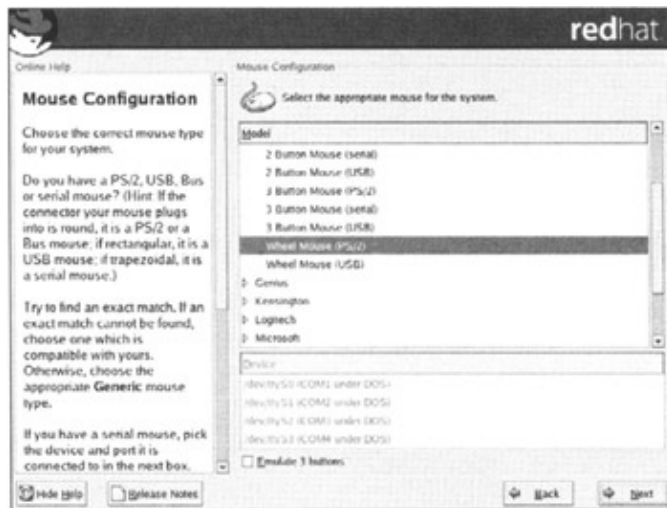 redhat
Online Help
Mouse Configuration
Choose the correct mouse type
for your system.
Do you have a PS/2, USB, Bus
or serial mouse? (Hint: If the
connector your mouse plugs
into is round, it is a PS/2 or a
Bus mouse; if rectangular, it is a
USB mouse; if trapezoidal, it is
a serial mouse.)
Try to find an exact match. If an
exact match cannot be found,
choose one which is
compatible with yours.
Otherwise, choose the
appropriate Generic mouse
type.
If you have a serial mouse, pick
the device and port it is
connected to in the next box.
Mouse Configuration
Select the appropriate mouse for the system.
Model
2 Button Mouse (serial)
2 Button Mouse (USB)
3 Button Mouse (PS/2)
3 Button Mouse (serial)
3 Button Mouse (USB)
Wheel Mouse (PS/2)
Wheel Mouse (USB)
Genius
Kensington
Logitech
Microsoft
Device
/dev/ttyS0 (COM1 under DOS)
/dev/ttyS1 (COM2 under DOS)
/dev/ttyS2 (COM3 under DOS)
/dev/ttyS3 (COM4 under DOS)
Emulate 3 buttons
Hide Help
Release Notes
Back
Next